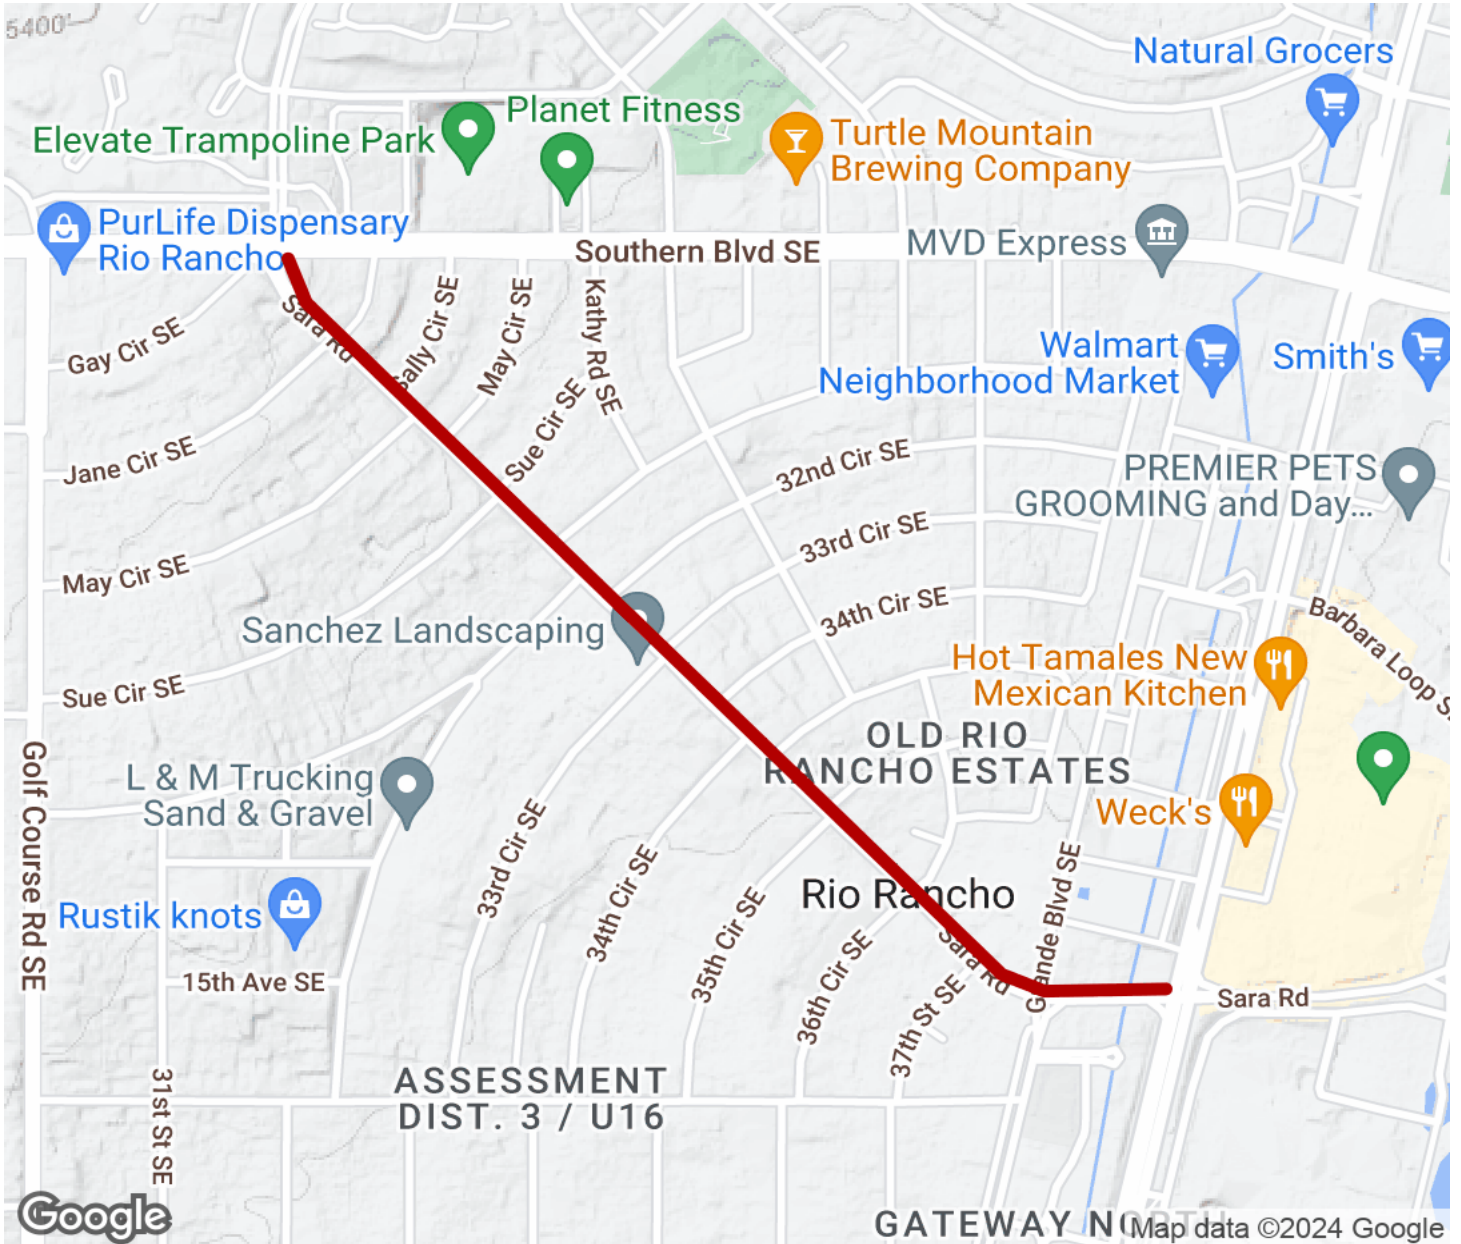 5400'
Natural Grocers
Planet Fitness
Elevate Trampoline Park
Turtle Mountain
Brewing Company
PurLife Dispensary
Rio Rancho
Southern Blvd SE
MVD Express
Sara Rd
Gay Cir SE
Sally Cir SE
May Cir SE
Kathy Rd SE
Walmart
Neighborhood Market
Smith's
Sue Cir SE
Jane Cir SE
32nd Cir SE
PREMIER PETS
GROOMING and Day...
33rd Cir SE
May Cir SE
34th Cir SE
Barbara Loop S
Sanchez Landscaping
Hot Tamales New
Mexican Kitchen
Sue Cir SE
OLD RIO
RANCHO ESTATES
Golf Course Rd SE
L & M Trucking
Sand & Gravel
Weck's
33rd Cir SE
34th Cir SE
Rio Rancho
Grande Blvd SE
Rustik knots
35th Cir SE
36th Cir SE
Sara Rd
15th Ave SE
37th St SE
Sara Rd
ASSESSMENT
DIST. 3 / U16
31st St SE
Google
GATEWAY NORTH
Map data ©2024 Google